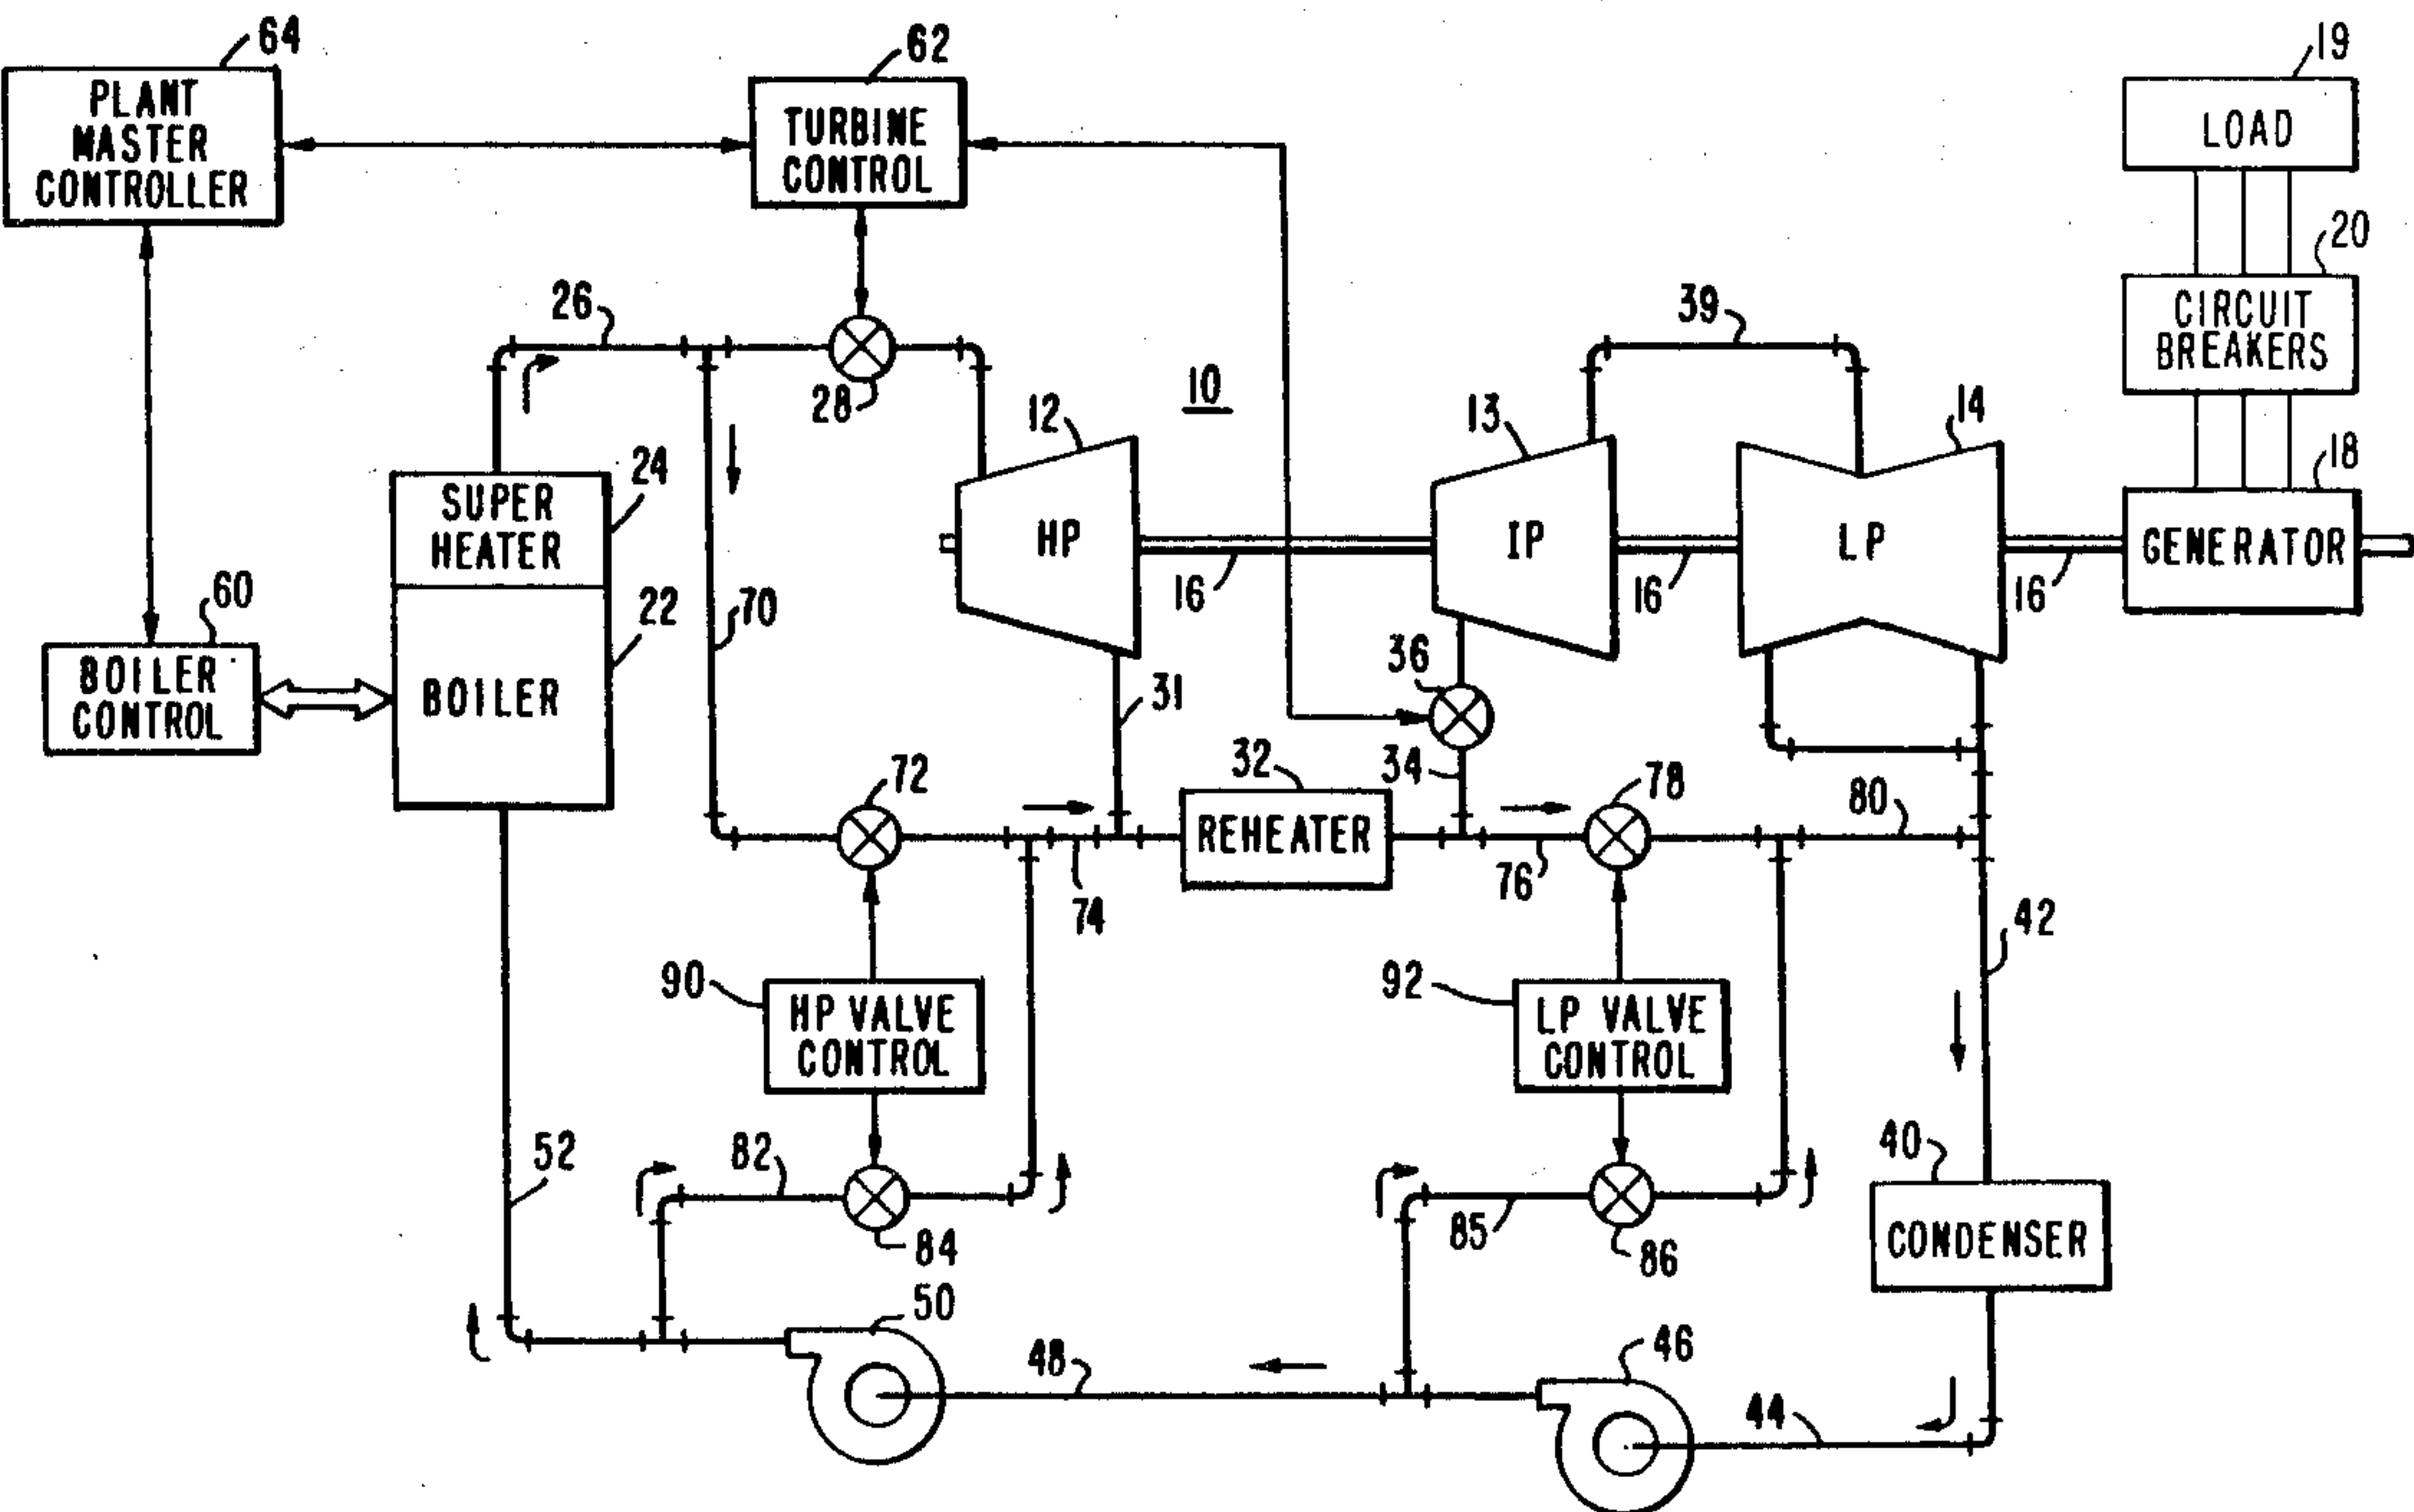 64
PLANT
MASTER
CONTROLLER
62
TURBINE
CONTROL
19
LOAD
20
CIRCUIT
BREAKERS
26
28
39
10
12
HP
13
IP
14
LP
18
GENERATOR
16
16
16
24
SUPER
HEATER
22
BOILER
60
BOILER
CONTROL
70
31
36
34
72
32
REHEATER
78
80
74
76
42
90
HP VALVE
CONTROL
92
LP VALVE
CONTROL
52
82
84
85
86
40
CONDENSER
50
48
46
44